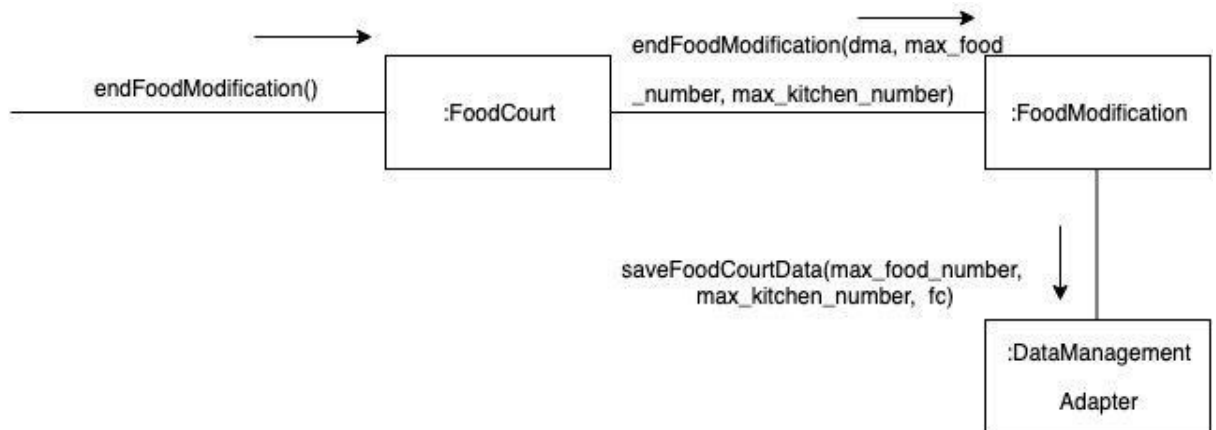 endFoodModification()
:FoodCourt
endFoodModification(dma, max_food
_number, max_kitchen_number)
:FoodModification
saveFoodCourtData(max_food_number,
max_kitchen_number, fc)
:DataManagement
Adapter